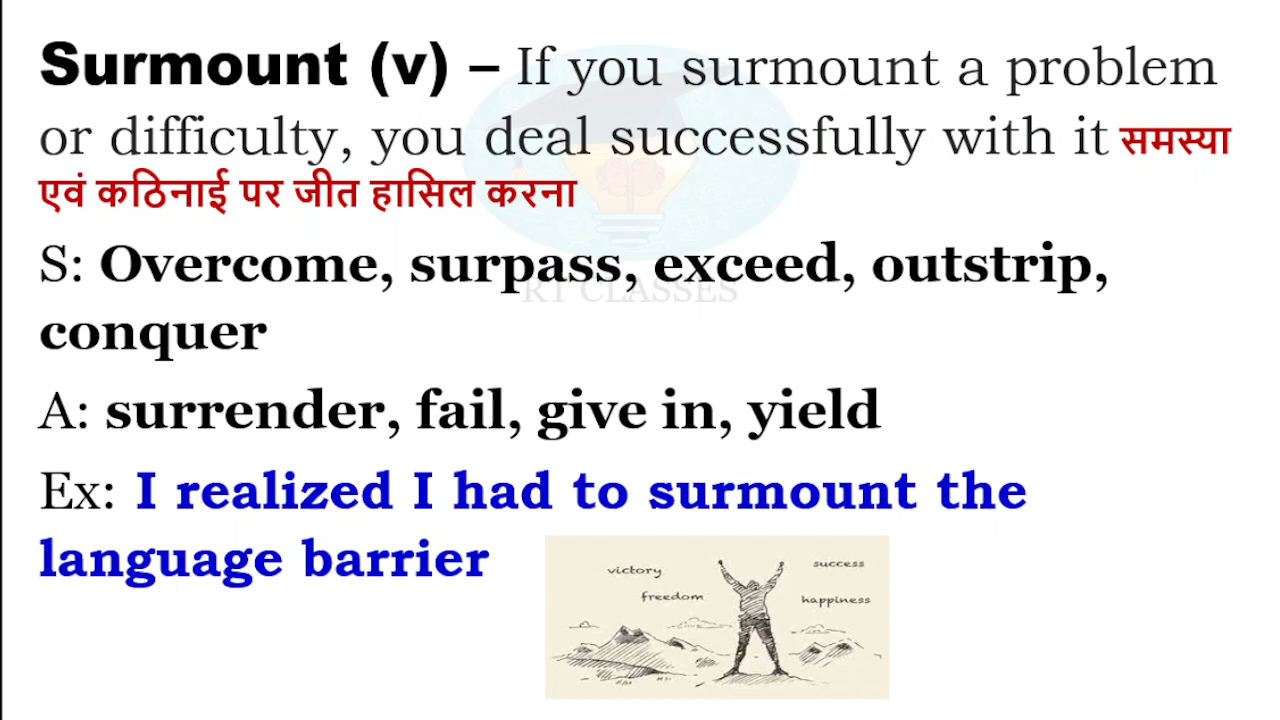 Surmount (v) – If you surmount a problem
or difficulty, you deal successfully with it समस्या
एवं कठिनाई पर जीत हासिल करना
S: Overcome, surpass, exceed, outstrip,
RT CLASSES
conquer
A: surrender, fail, give in, yield
Ex: I realized I had to surmount the
language barrier
victory
success
freedom
happiness